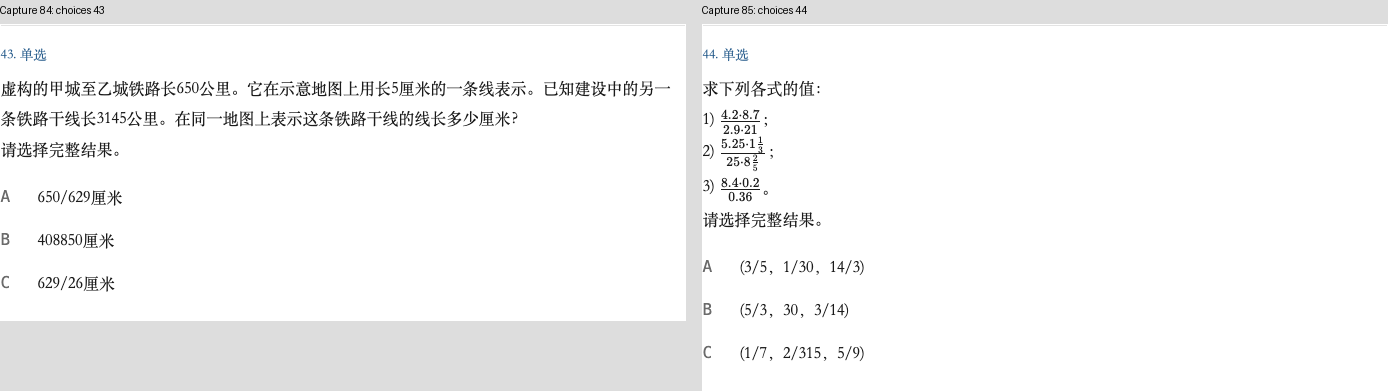 Capture 84: choices 43
43. 单选
虚构的甲城至乙城铁路长650公里。它在示意地图上用长5厘米的一条线表示。已知建设中的另一
条铁路干线长3145公里。在同一地图上表示这条铁路干线的线长多少厘米?
请选择完整结果。
A 650/629厘米
B 408850厘米
C 629/26厘米
Capture 85: choices 44
44. 单选
求下列各式的值:
1) \frac{4.2·8.7}{2.9·21};
2) \frac{5.25·1\frac{1}{3}}{25·8\frac{2}{5}};
3) \frac{8.4·0.2}{0.36}。
请选择完整结果。
A (3/5, 1/30, 14/3)
B (5/3, 30, 3/14)
C (1/7, 2/315, 5/9)